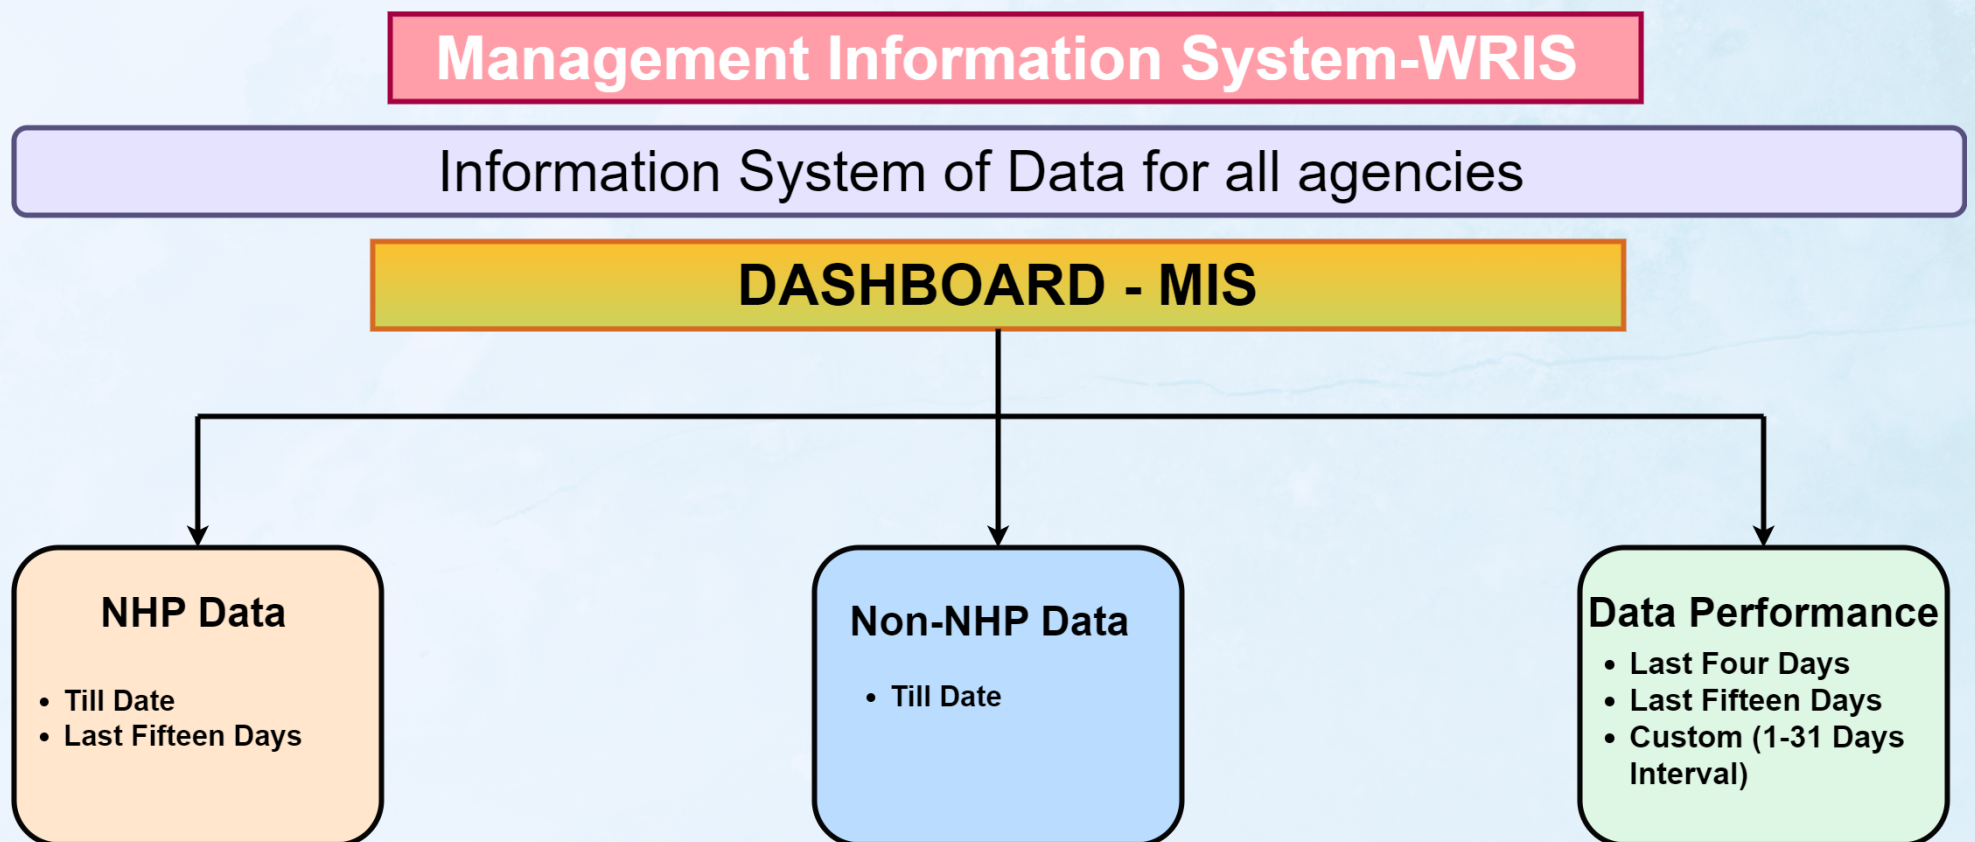 Management Information System-WRIS
Information System of Data for all agencies
DASHBOARD - MIS
NHP Data
• Till Date
• Last Fifteen Days
Non-NHP Data
• Till Date
Data Performance
• Last Four Days
• Last Fifteen Days
• Custom (1-31 Days
Interval)